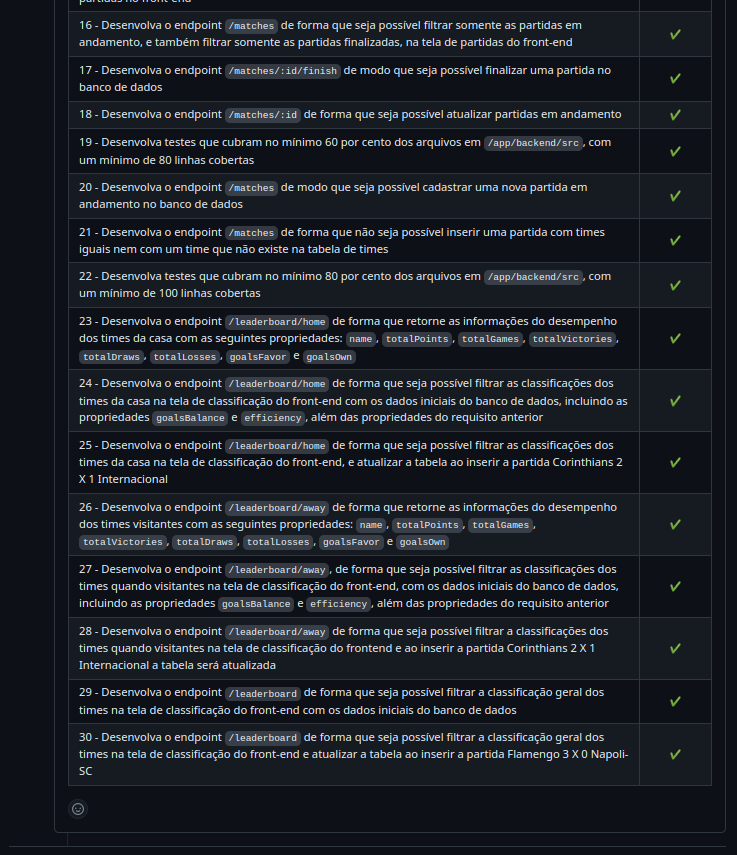 partidas no front-end
16 - Desenvolva o endpoint /matches de forma que seja possível filtrar somente as partidas em
andamento, e também filtrar somente as partidas finalizadas, na tela de partidas do front-end
17 - Desenvolva o endpoint /matches/:id/finish de modo que seja possível finalizar uma partida no
banco de dados
18 - Desenvolva o endpoint /matches/:id de forma que seja possível atualizar partidas em andamento
19 - Desenvolva testes que cubram no mínimo 60 por cento dos arquivos em /app/backend/src, com
um mínimo de 80 linhas cobertas
20 - Desenvolva o endpoint /matches de modo que seja possível cadastrar uma nova partida em
andamento no banco de dados
21 - Desenvolva o endpoint /matches de forma que não seja possível inserir uma partida com times
iguais nem com um time que não existe na tabela de times
22 - Desenvolva testes que cubram no mínimo 80 por cento dos arquivos em /app/backend/src, com
um mínimo de 100 linhas cobertas
23 - Desenvolva o endpoint /leaderboard/home de forma que retorne as informações do desempenho
dos times da casa com as seguintes propriedades: name, totalPoints, totalGames, totalVictories,
totalDraws, totalLosses, goalsFavor e goalsOwn
24 - Desenvolva o endpoint /leaderboard/home de forma que seja possível filtrar as classificações dos
times da casa na tela de classificação do front-end com os dados iniciais do banco de dados, incluindo as
propriedades goalsBalance e efficiency, além das propriedades do requisito anterior
25 - Desenvolva o endpoint /leaderboard/home de forma que seja possível filtrar as classificações dos
times da casa na tela de classificação do front-end, e atualizar a tabela ao inserir a partida Corinthians 2
X 1 Internacional
26 - Desenvolva o endpoint /leaderboard/away de forma que retorne as informações do desempenho
dos times visitantes com as seguintes propriedades: name, totalPoints, totalGames,
totalVictories, totalDraws, totalLosses, goalsFavor e goalsOwn
27 - Desenvolva o endpoint /leaderboard/away, de forma que seja possível filtrar as classificações dos
times quando visitantes na tela de classificação do front-end, com os dados iniciais do banco de dados,
incluindo as propriedades goalsBalance e efficiency, além das propriedades do requisito anterior
28 - Desenvolva o endpoint /leaderboard/away de forma que seja possível filtrar a classificações dos
times quando visitantes na tela de classificação do frontend e ao inserir a partida Corinthians 2 X 1
Internacional a tabela será atualizada
29 - Desenvolva o endpoint /leaderboard de forma que seja possível filtrar a classificação geral dos
times na tela de classificação do front-end com os dados iniciais do banco de dados
30 - Desenvolva o endpoint /leaderboard de forma que seja possível filtrar a classificação geral dos
times na tela de classificação do front-end e atualizar a tabela ao inserir a partida Flamengo 3 X 0 Napoli-
SC